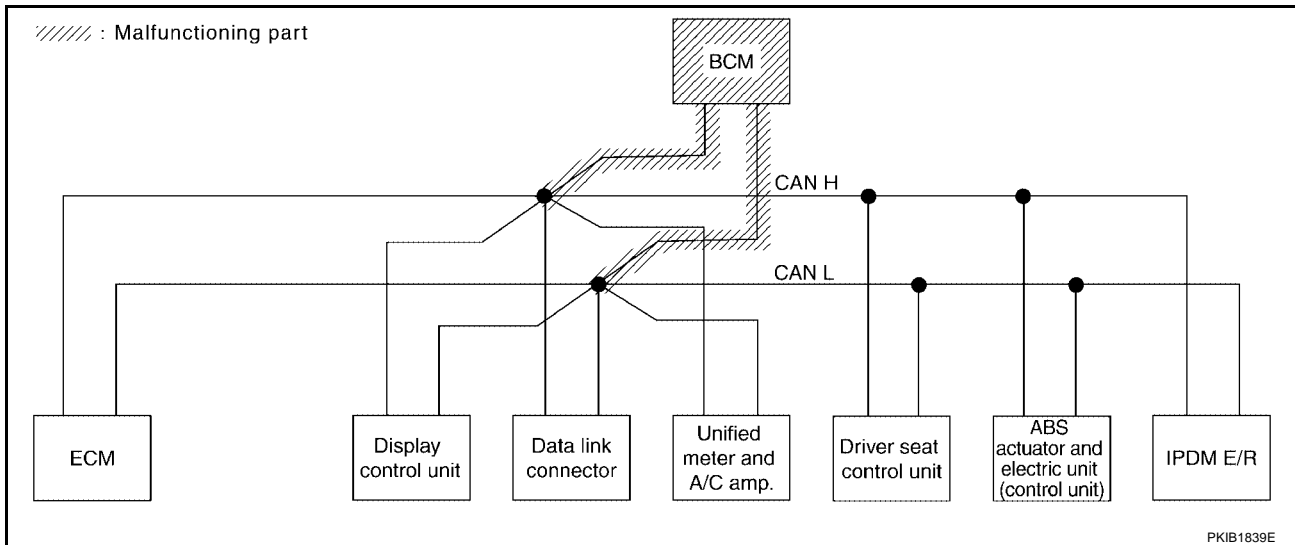 : Malfunctioning part
BCM
CAN H
CAN L
ECM
Display
control unit
Data link
connector
Unified
meter and
A/C amp.
Driver seat
control unit
ABS
actuator and
electric unit
(control unit)
IPDM E/R
PKIB1839E